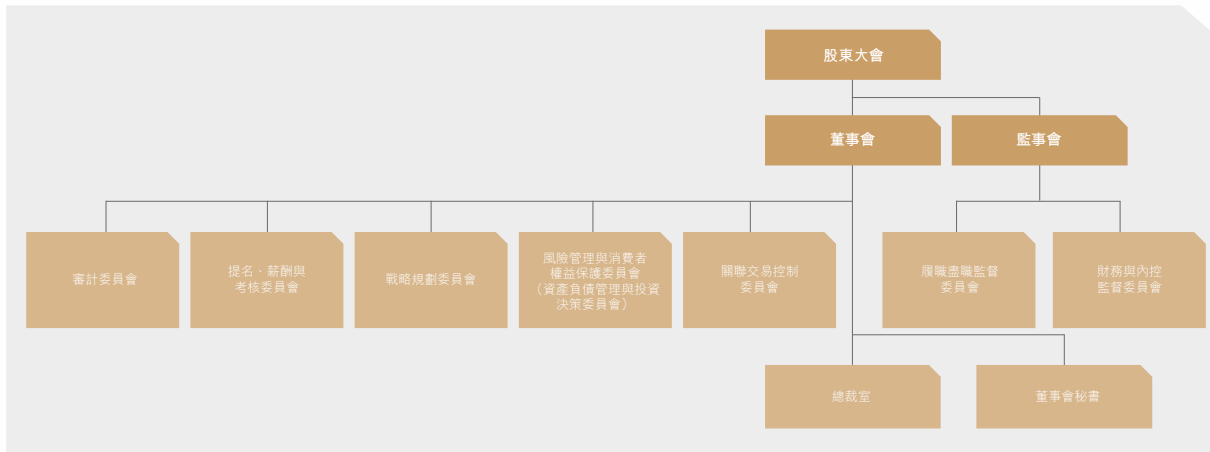 股東大會
董事會
監事會
審計委員會
提名．薪酬與
考核委員會
戰略規劃委員會
風險管理與消費者
權益保護委員會
（資產負債管理與投資
決策委員會）
關聯交易控制
委員會
履職盡職監督
委員會
財務與內控
監督委員會
總裁室
董事會秘書